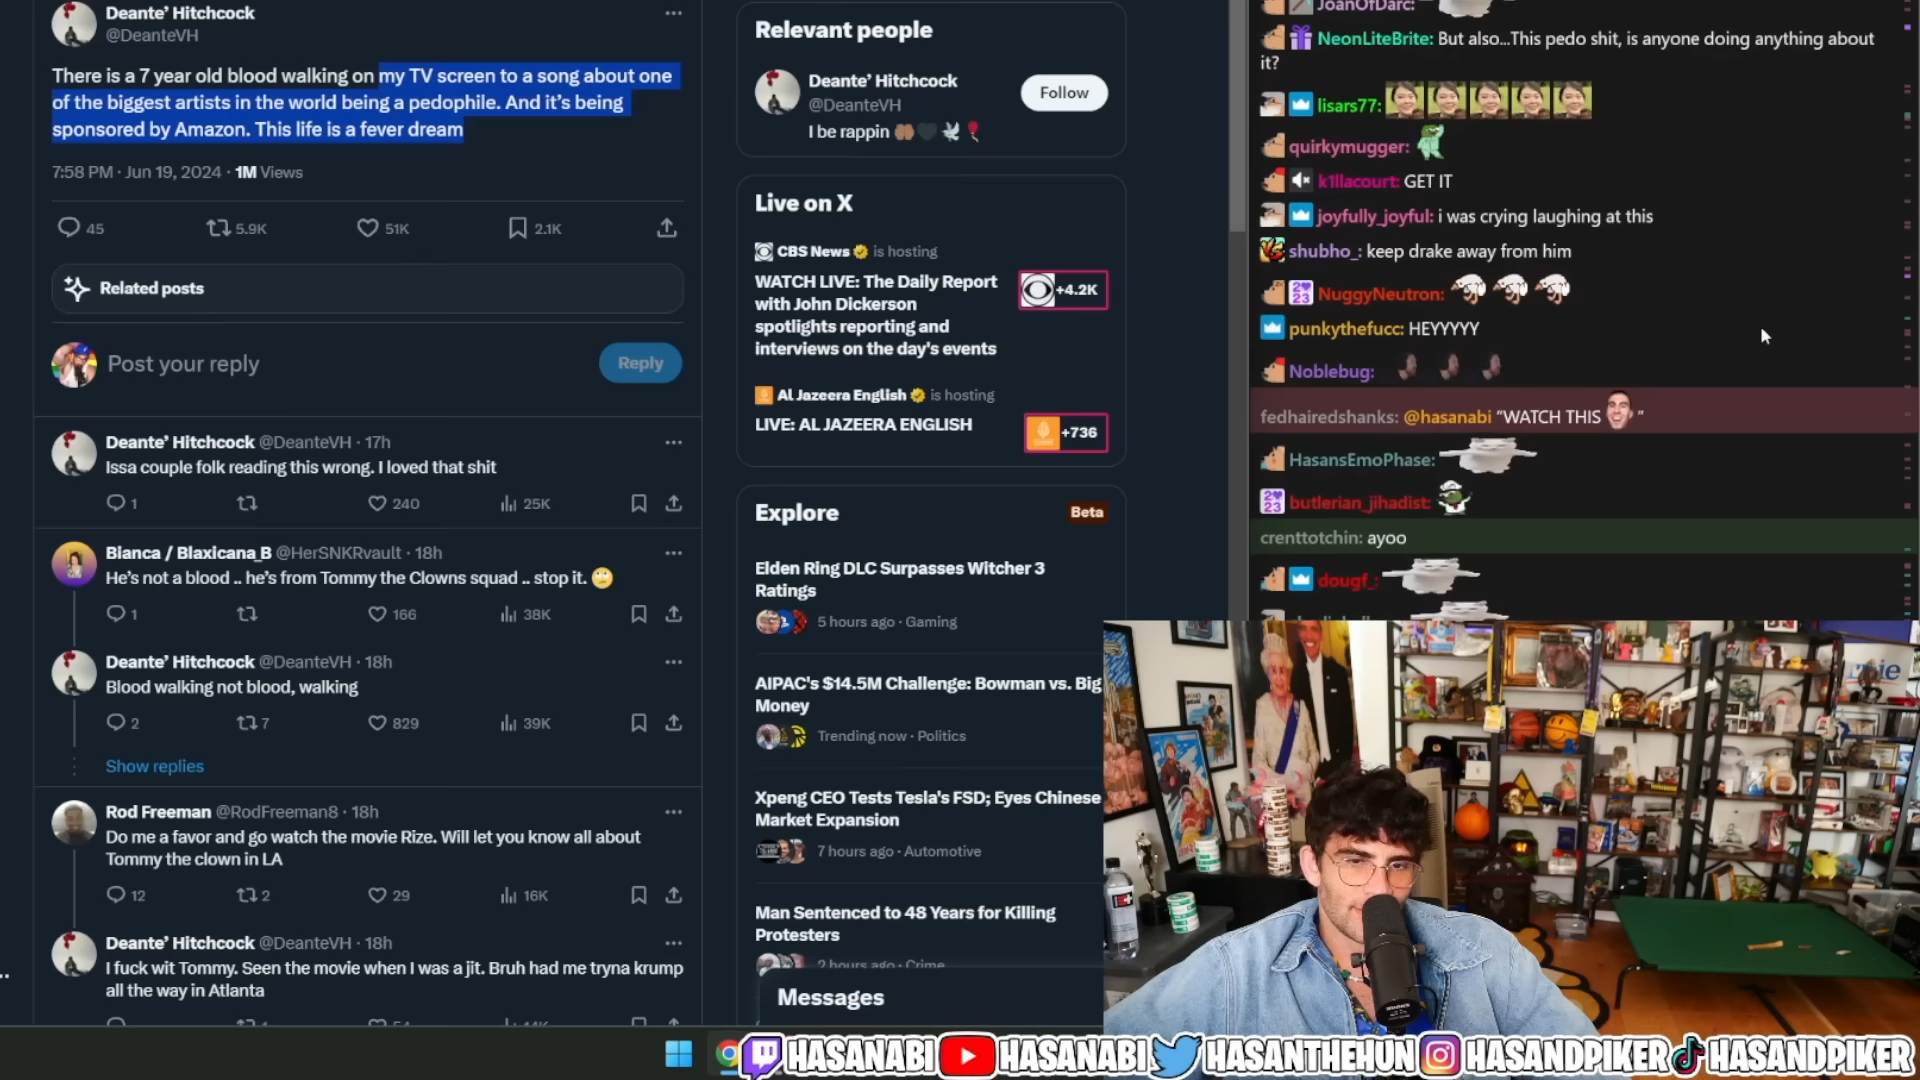 Deante' Hitchcock
@DeanteVH
There is a 7 year old blood walking on my TV screen to a song about one
of the biggest artists in the world being a pedophile. And it's being
sponsored by Amazon. This life is a fever dream
7:58 PM · Jun 19, 2024 · 1M Views
45
5.9K
51K
2.1K
Related posts
Post your reply
Reply
Deante' Hitchcock @DeanteVH · 17h
Issa couple folk reading this wrong. I loved that shit
1
240
25K
Bianca / Blaxicana_B @HerSNKRvault · 18h
He's not a blood .. he's from Tommy the Clowns squad .. stop it.
1
166
38K
Deante' Hitchcock @DeanteVH · 18h
Blood walking not blood, walking
2
7
829
39K
Show replies
Rod Freeman @RodFreeman8 · 18h
Do me a favor and go watch the movie Rize. Will let you know all about
Tommy the clown in LA
12
2
29
16K
Deante' Hitchcock @DeanteVH · 18h
I fuck wit Tommy. Seen the movie when I was a jit. Bruh had me tryna krump
all the way in Atlanta
Relevant people
Deante' Hitchcock
@DeanteVH
Follow
I be rappin
Live on X
CBS News is hosting
WATCH LIVE: The Daily Report
with John Dickerson
spotlights reporting and
interviews on the day's events
+4.2K
Al Jazeera English is hosting
LIVE: AL JAZEERA ENGLISH
+736
Explore
Beta
Elden Ring DLC Surpasses Witcher 3
Ratings
5 hours ago · Gaming
AIPAC's $14.5M Challenge: Bowman vs. Big
Money
Trending now · Politics
Xpeng CEO Tests Tesla's FSD; Eyes Chinese
Market Expansion
7 hours ago · Automotive
Man Sentenced to 48 Years for Killing
Protesters
2 hours ago · Crime
Messages
JoanOfDarc:
NeonLiteBrite: But also...This pedo shit, is anyone doing anything about
it?
lisars77:
quirkymugger:
k1llacourt: GET IT
joyfully_joyful: i was crying laughing at this
shubho_: keep drake away from him
NuggyNeutron:
punkythefucc: HEYYYYY
Noblebug:
fedhairedshanks: @hasanabi "WATCH THIS "
HasansEmoPhase:
butlerian_jihadist:
crenttotchin: ayoo
dougf_:
HASANABI HASANABI HASANTHEHUN HASANDPIKER HASANDPIKER